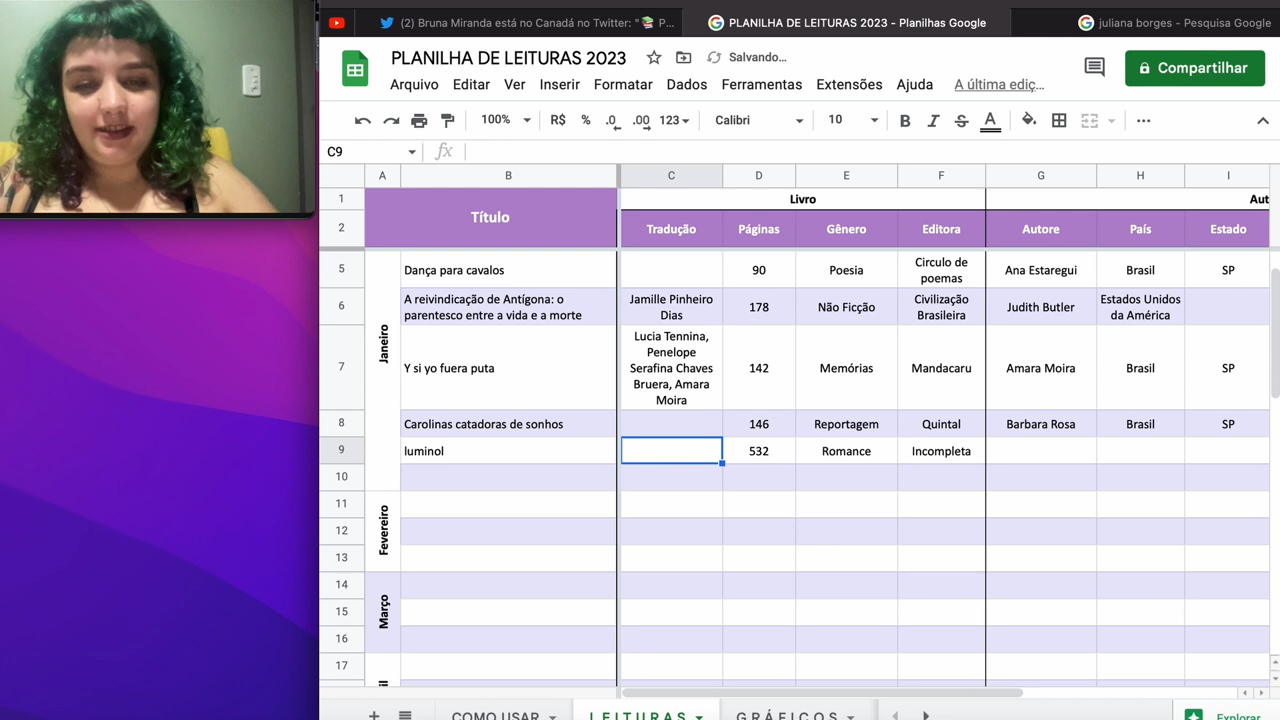 (2) Bruna Miranda está no Canadá no Twitter: "📚 P…
PLANILHA DE LEITURAS 2023 - Planilhas Google
juliana borges - Pesquisa Google
PLANILHA DE LEITURAS 2023
Salvando…
Compartilhar
Arquivo Editar Ver Inserir Formatar Dados Ferramentas Extensões Ajuda A última ediç…
100% R$ % .0 .00 123 Calibri 10 B I S A
C9 fx
A B C D E F G H I
1 Livro Aut
2 Título Tradução Páginas Gênero Editora Autore País Estado
5 Dança para cavalos 90 Poesia Circulo de
poemas Ana Estaregui Brasil SP
6 A reivindicação de Antígona: o
parentesco entre a vida e a morte Jamille Pinheiro
Dias 178 Não Ficção Civilização
Brasileira Judith Butler Estados Unidos
da América
Janeiro
7 Y si yo fuera puta Lucia Tennina,
Penelope
Serafina Chaves
Bruera, Amara
Moira 142 Memórias Mandacaru Amara Moira Brasil SP
8 Carolinas catadoras de sonhos 146 Reportagem Quintal Barbara Rosa Brasil SP
9 luminol 532 Romance Incompleta
10
11
12 Fevereiro
13
14
15 Março
16
17
il
COMO USAR LEITURAS GRÁFICOS Explorar